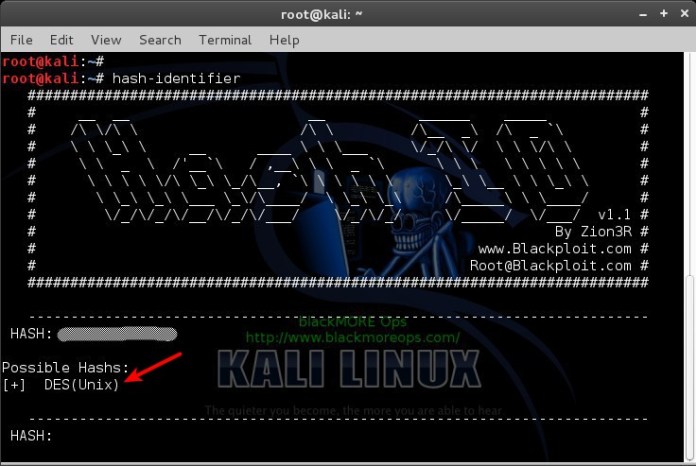 root@kali: ~
File Edit View Search Terminal Help
root@kali:~#
root@kali:~# hash-identifier
#########################################################################
Hash ID
# v1.1 #
# By Zion3R #
# www.Blackploit.com #
# Root@Blackploit.com #
#########################################################################
-------------------------------------------------------------------------
HASH:
blackMORE Ops
http://www.blackmoreops.com/
Possible Hashs:
[+] DES(Unix)
KALI LINUX
The quieter you become, the more you are able to hear
-------------------------------------------------------------------------
HASH: